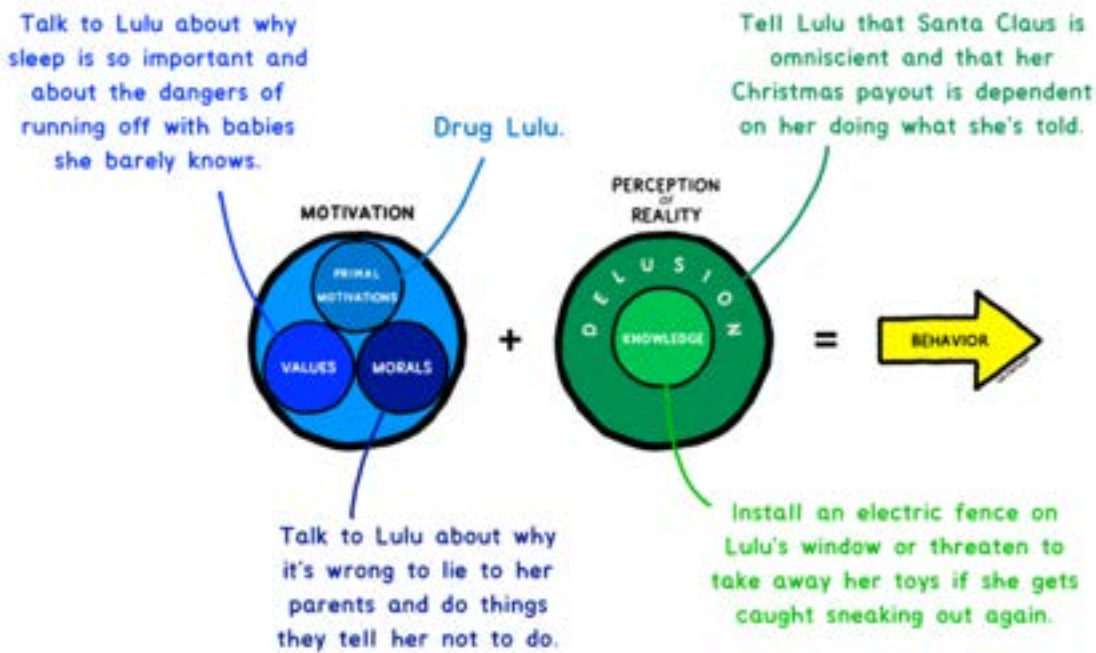 Talk to Lulu about why
sleep is so important and
about the dangers of
running off with babies
she barely knows.
Drug Lulu.
Tell Lulu that Santa Claus is
omniscient and that her
Christmas payout is dependent
on her doing what she's told.
MOTIVATION
PRIMAL
MOTIVATIONS
VALUES
MORALS
+
PERCEPTION
of
REALITY
DELUSION
KNOWLEDGE
=
BEHAVIOR
Talk to Lulu about why
it's wrong to lie to her
parents and do things
they tell her not to do.
Install an electric fence on
Lulu's window or threaten to
take away her toys if she gets
caught sneaking out again.